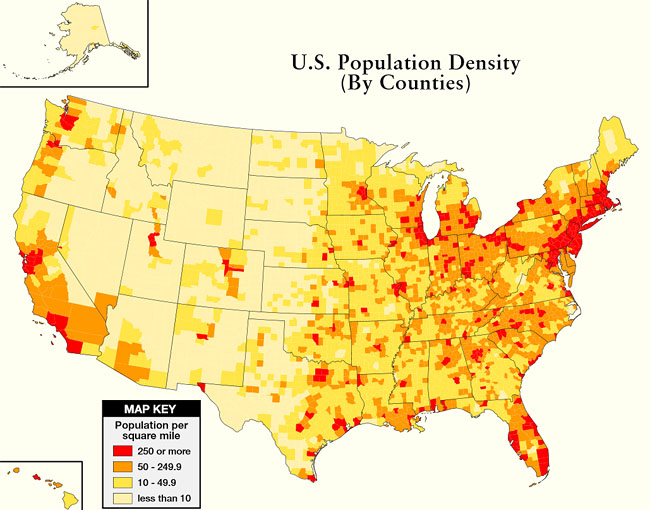 U.S. Population Density
(By Counties)
MAP KEY
Population per
square mile
250 or more
50 - 249.9
10 - 49.9
less than 10